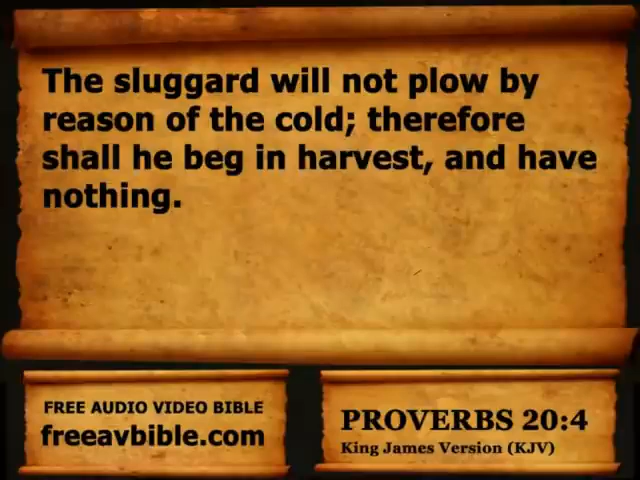 The sluggard will not plow by
reason of the cold; therefore
shall he beg in harvest, and have
nothing.
FREE AUDIO VIDEO BIBLE
freeavbible.com
PROVERBS 20:4
King James Version (KJV)